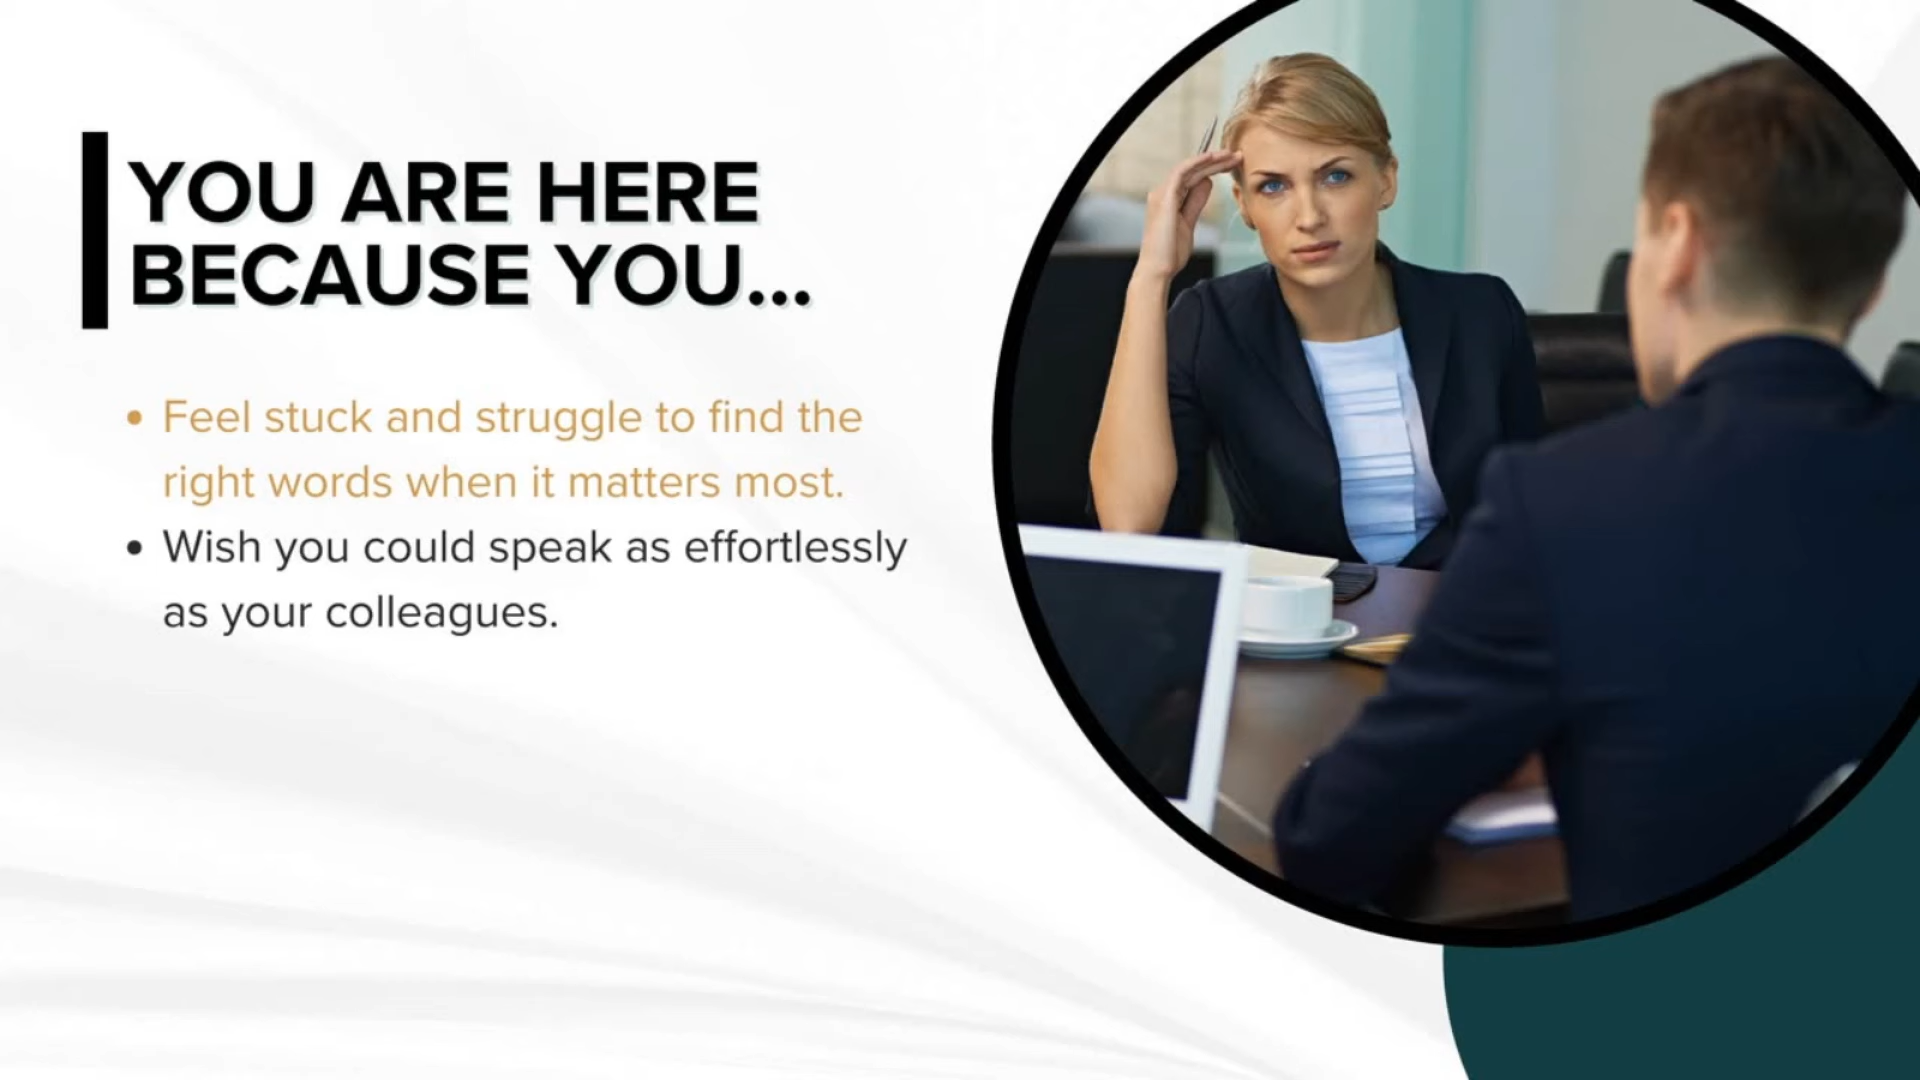 YOU ARE HERE
BECAUSE YOU...
• Feel stuck and struggle to find the
right words when it matters most.
• Wish you could speak as effortlessly
as your colleagues.